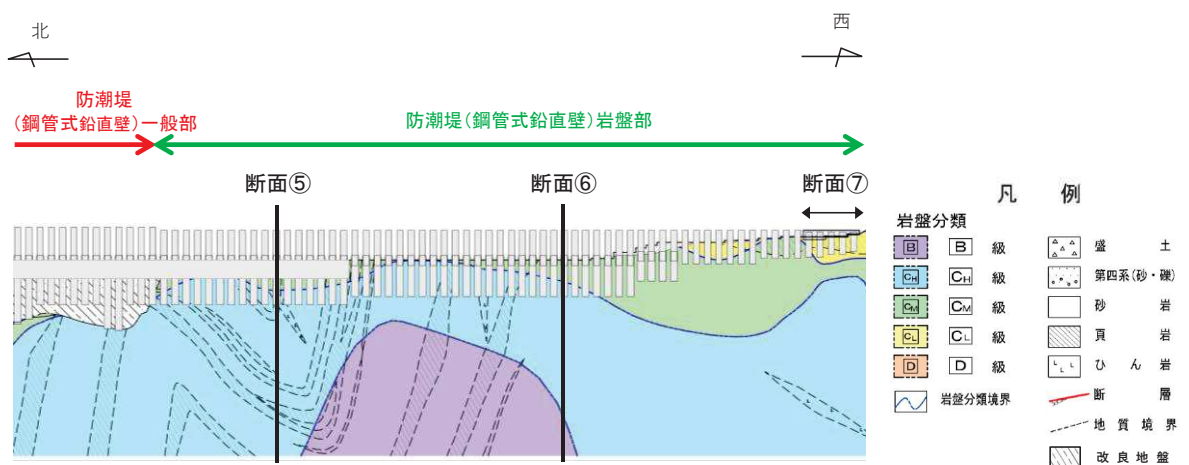 北
西
防潮堤
(鋼管式鉛直壁)一般部
防潮堤(鋼管式鉛直壁)岩盤部
断面⑤
断面⑥
断面⑦
凡 例
岩盤分類
B B 級
CH CH 級
CM CM 級
CL CL 級
D D 級
岩盤分類境界
盛 土
第四系(砂・礫)
砂 岩
頁 岩
ひ ん 岩
断 層
地 質 境 界
改 良 地 盤